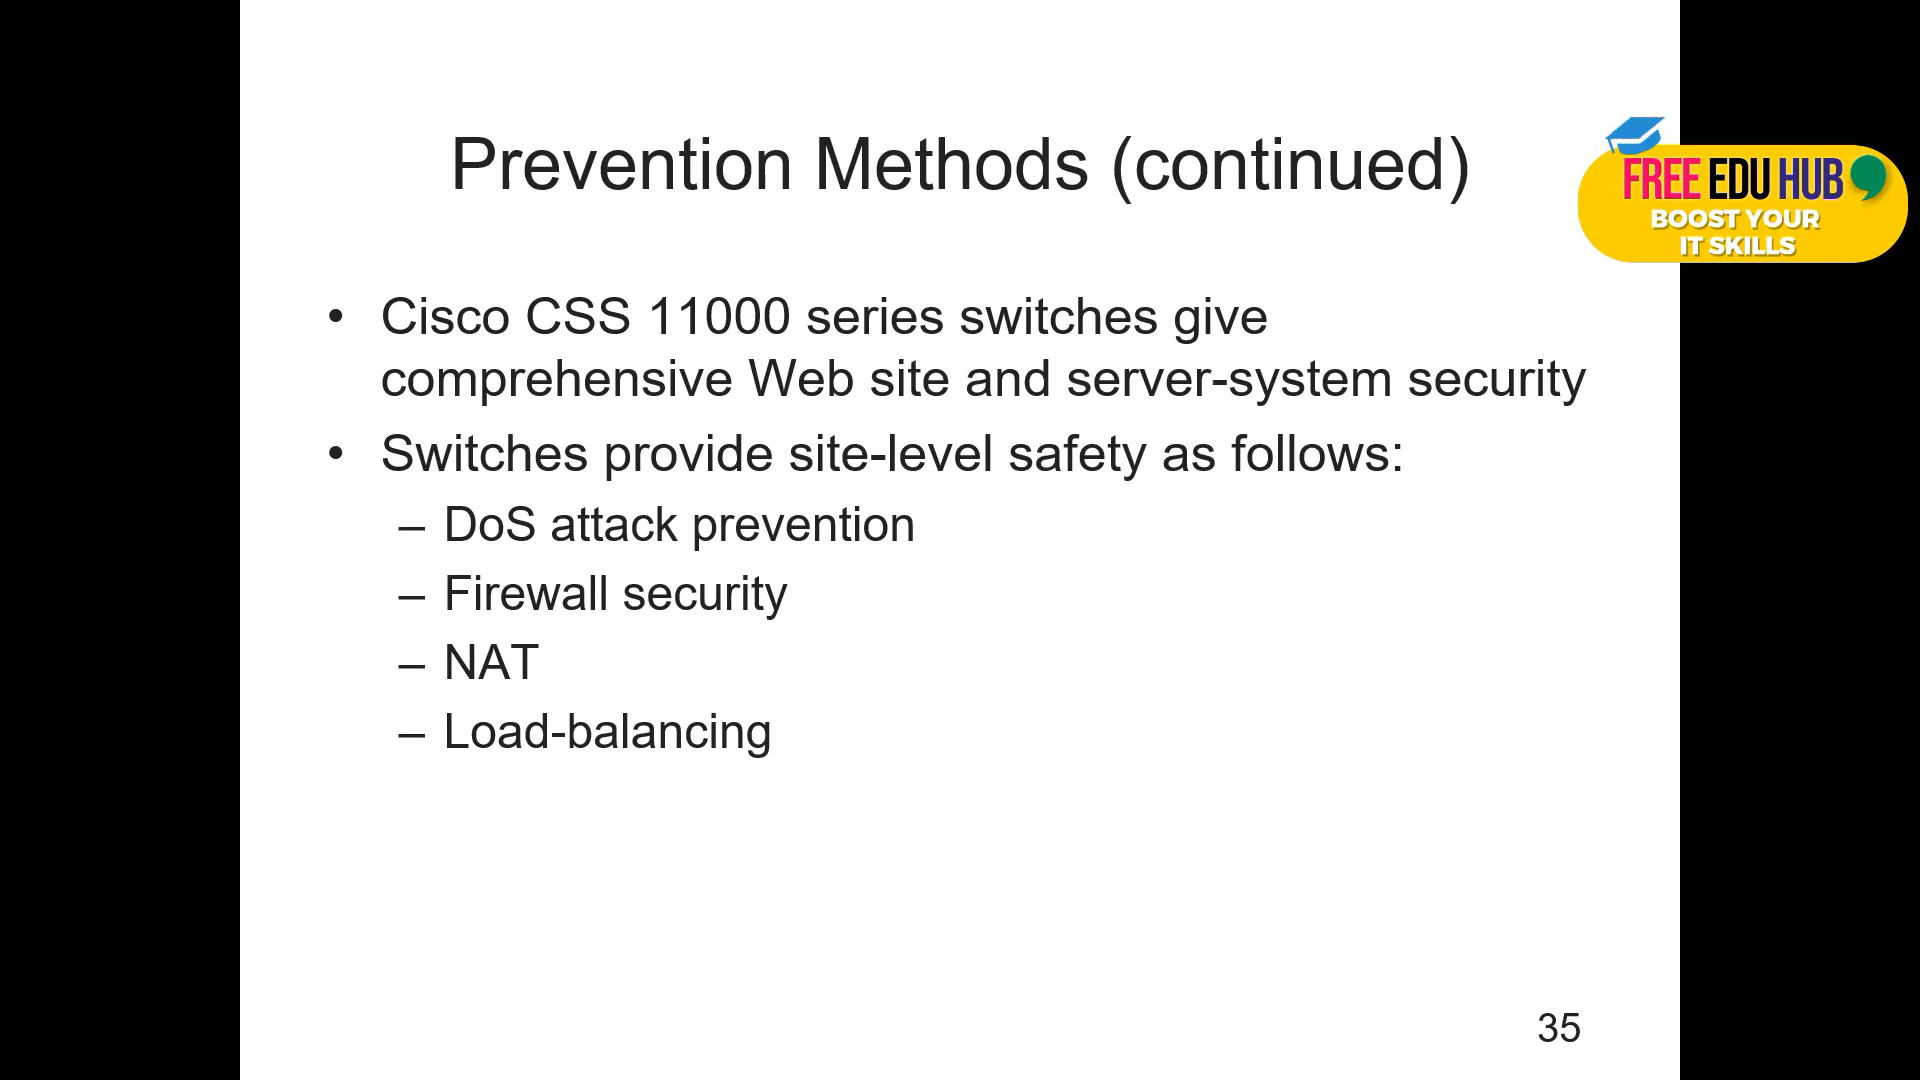 Prevention Methods (continued)
FREE EDU HUB
BOOST YOUR
IT SKILLS
• Cisco CSS 11000 series switches give
comprehensive Web site and server-system security
• Switches provide site-level safety as follows:
– DoS attack prevention
– Firewall security
– NAT
– Load-balancing
35